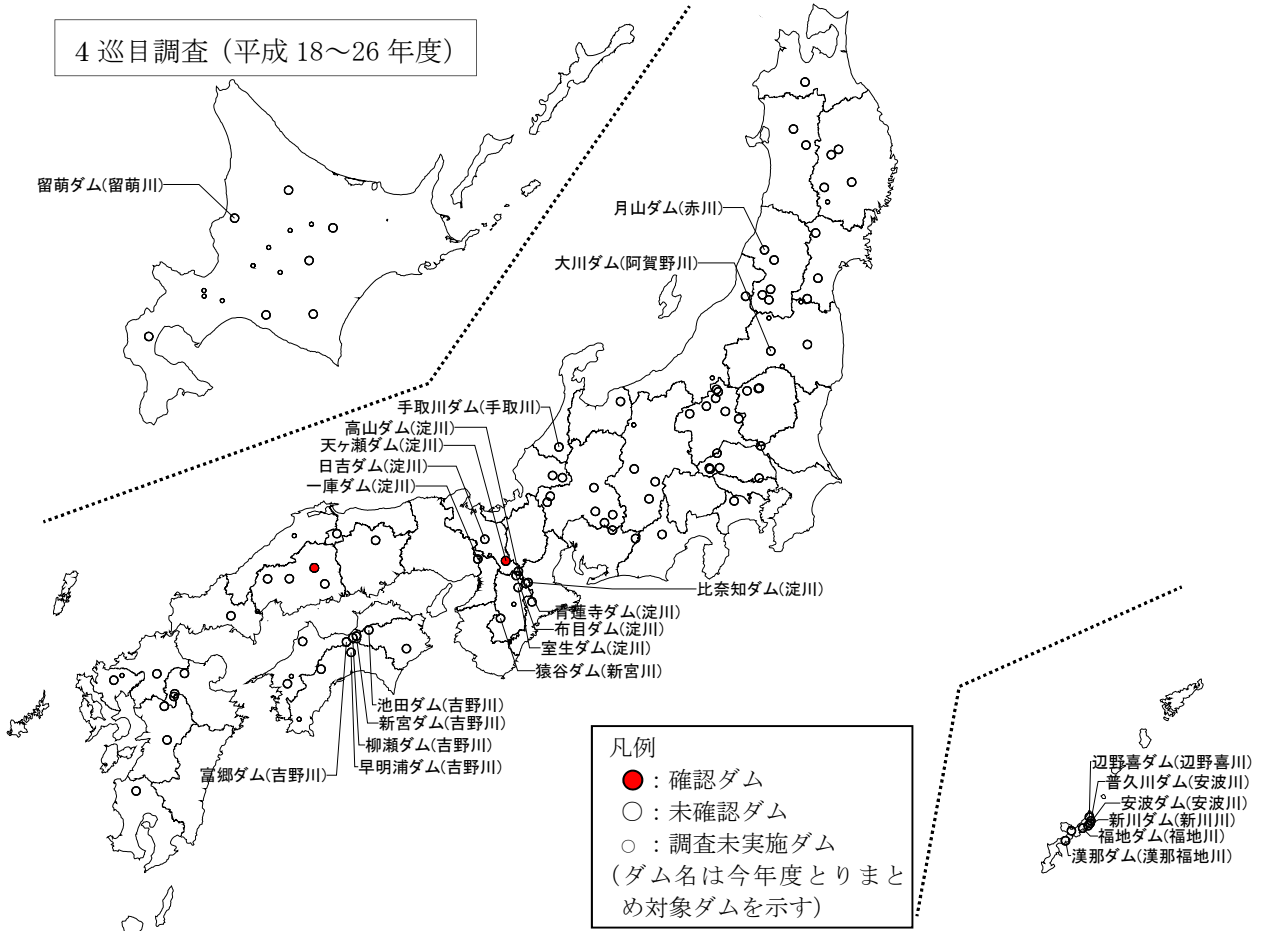 4巡目調査（平成18～26年度）
留萌ダム(留萌川)
月山ダム(赤川)
大川ダム(阿賀野川)
手取川ダム(手取川)
高山ダム(淀川)
天ヶ瀬ダム(淀川)
日吉ダム(淀川)
一庫ダム(淀川)
比奈知ダム(淀川)
青蓮寺ダム(淀川)
布目ダム(淀川)
室生ダム(淀川)
猿谷ダム(新宮川)
池田ダム(吉野川)
新宮ダム(吉野川)
柳瀬ダム(吉野川)
早明浦ダム(吉野川)
富郷ダム(吉野川)
辺野喜ダム(辺野喜川)
普久川ダム(安波川)
安波ダム(安波川)
新川ダム(新川川)
福地ダム(福地川)
漢那ダム(漢那福地川)
凡例
：確認ダム
：未確認ダム
：調査未実施ダム
（ダム名は今年度とりまと
め対象ダムを示す）